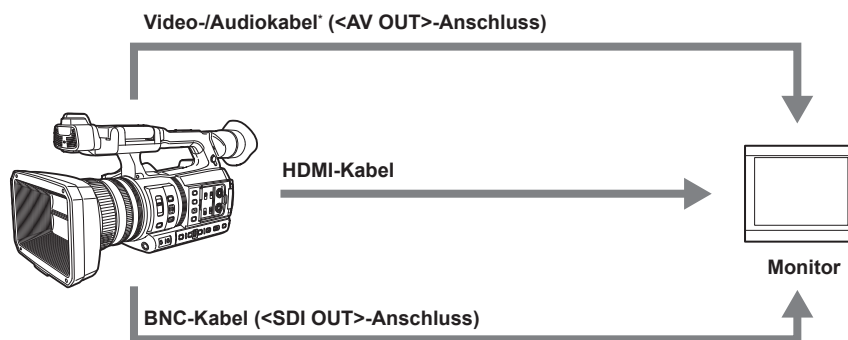 Video-/Audiokabel* (<AV OUT>-Anschluss)
HDMI-Kabel
Monitor
BNC-Kabel (<SDI OUT>-Anschluss)